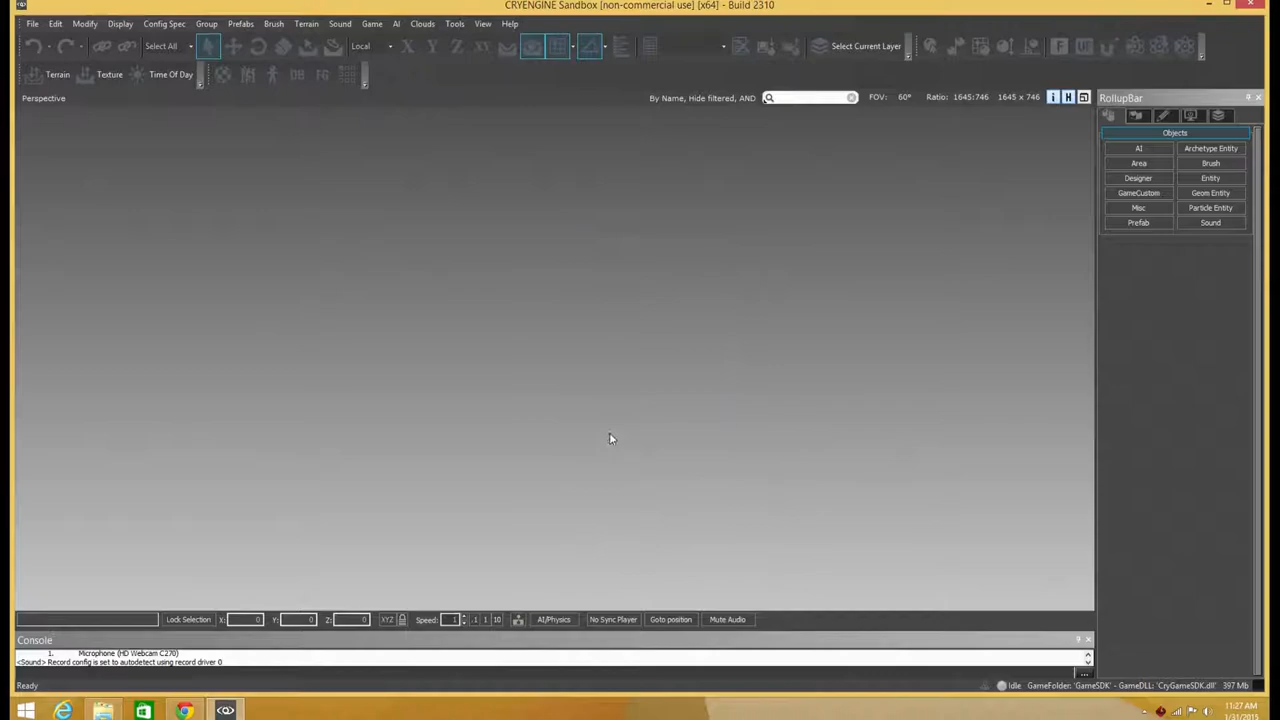 CRYENGINE Sandbox [non-commercial use] [x64] - Build 2310
File Edit Modify Display Config Spec Group Prefabs Brush Terrain Sound Game AI Clouds Tools View Help
Select All Local X Y Z XY Select Current Layer F UE
Terrain Texture Time Of Day DB FG
Perspective By Name, Hide filtered, AND FOV: 60° Ratio: 1645:746 1645 x 746 i H
RollupBar
Objects
AI Archetype Entity
Area Brush
Designer Entity
GameCustom Geom Entity
Misc Particle Entity
Prefab Sound
Lock Selection X: 0 Y: 0 Z: 0 XYZ Speed: 1 .1 1 10 AI/Physics No Sync Player Goto position Mute Audio
Console
1. Microphone (HD Webcam C270)
<Sound> Record config is set to autodetect using record driver 0
...
Ready Idle GameFolder: 'GameSDK' - GameDLL: 'CryGameSDK.dll' 397 Mb
11:27 AM
1/31/2015